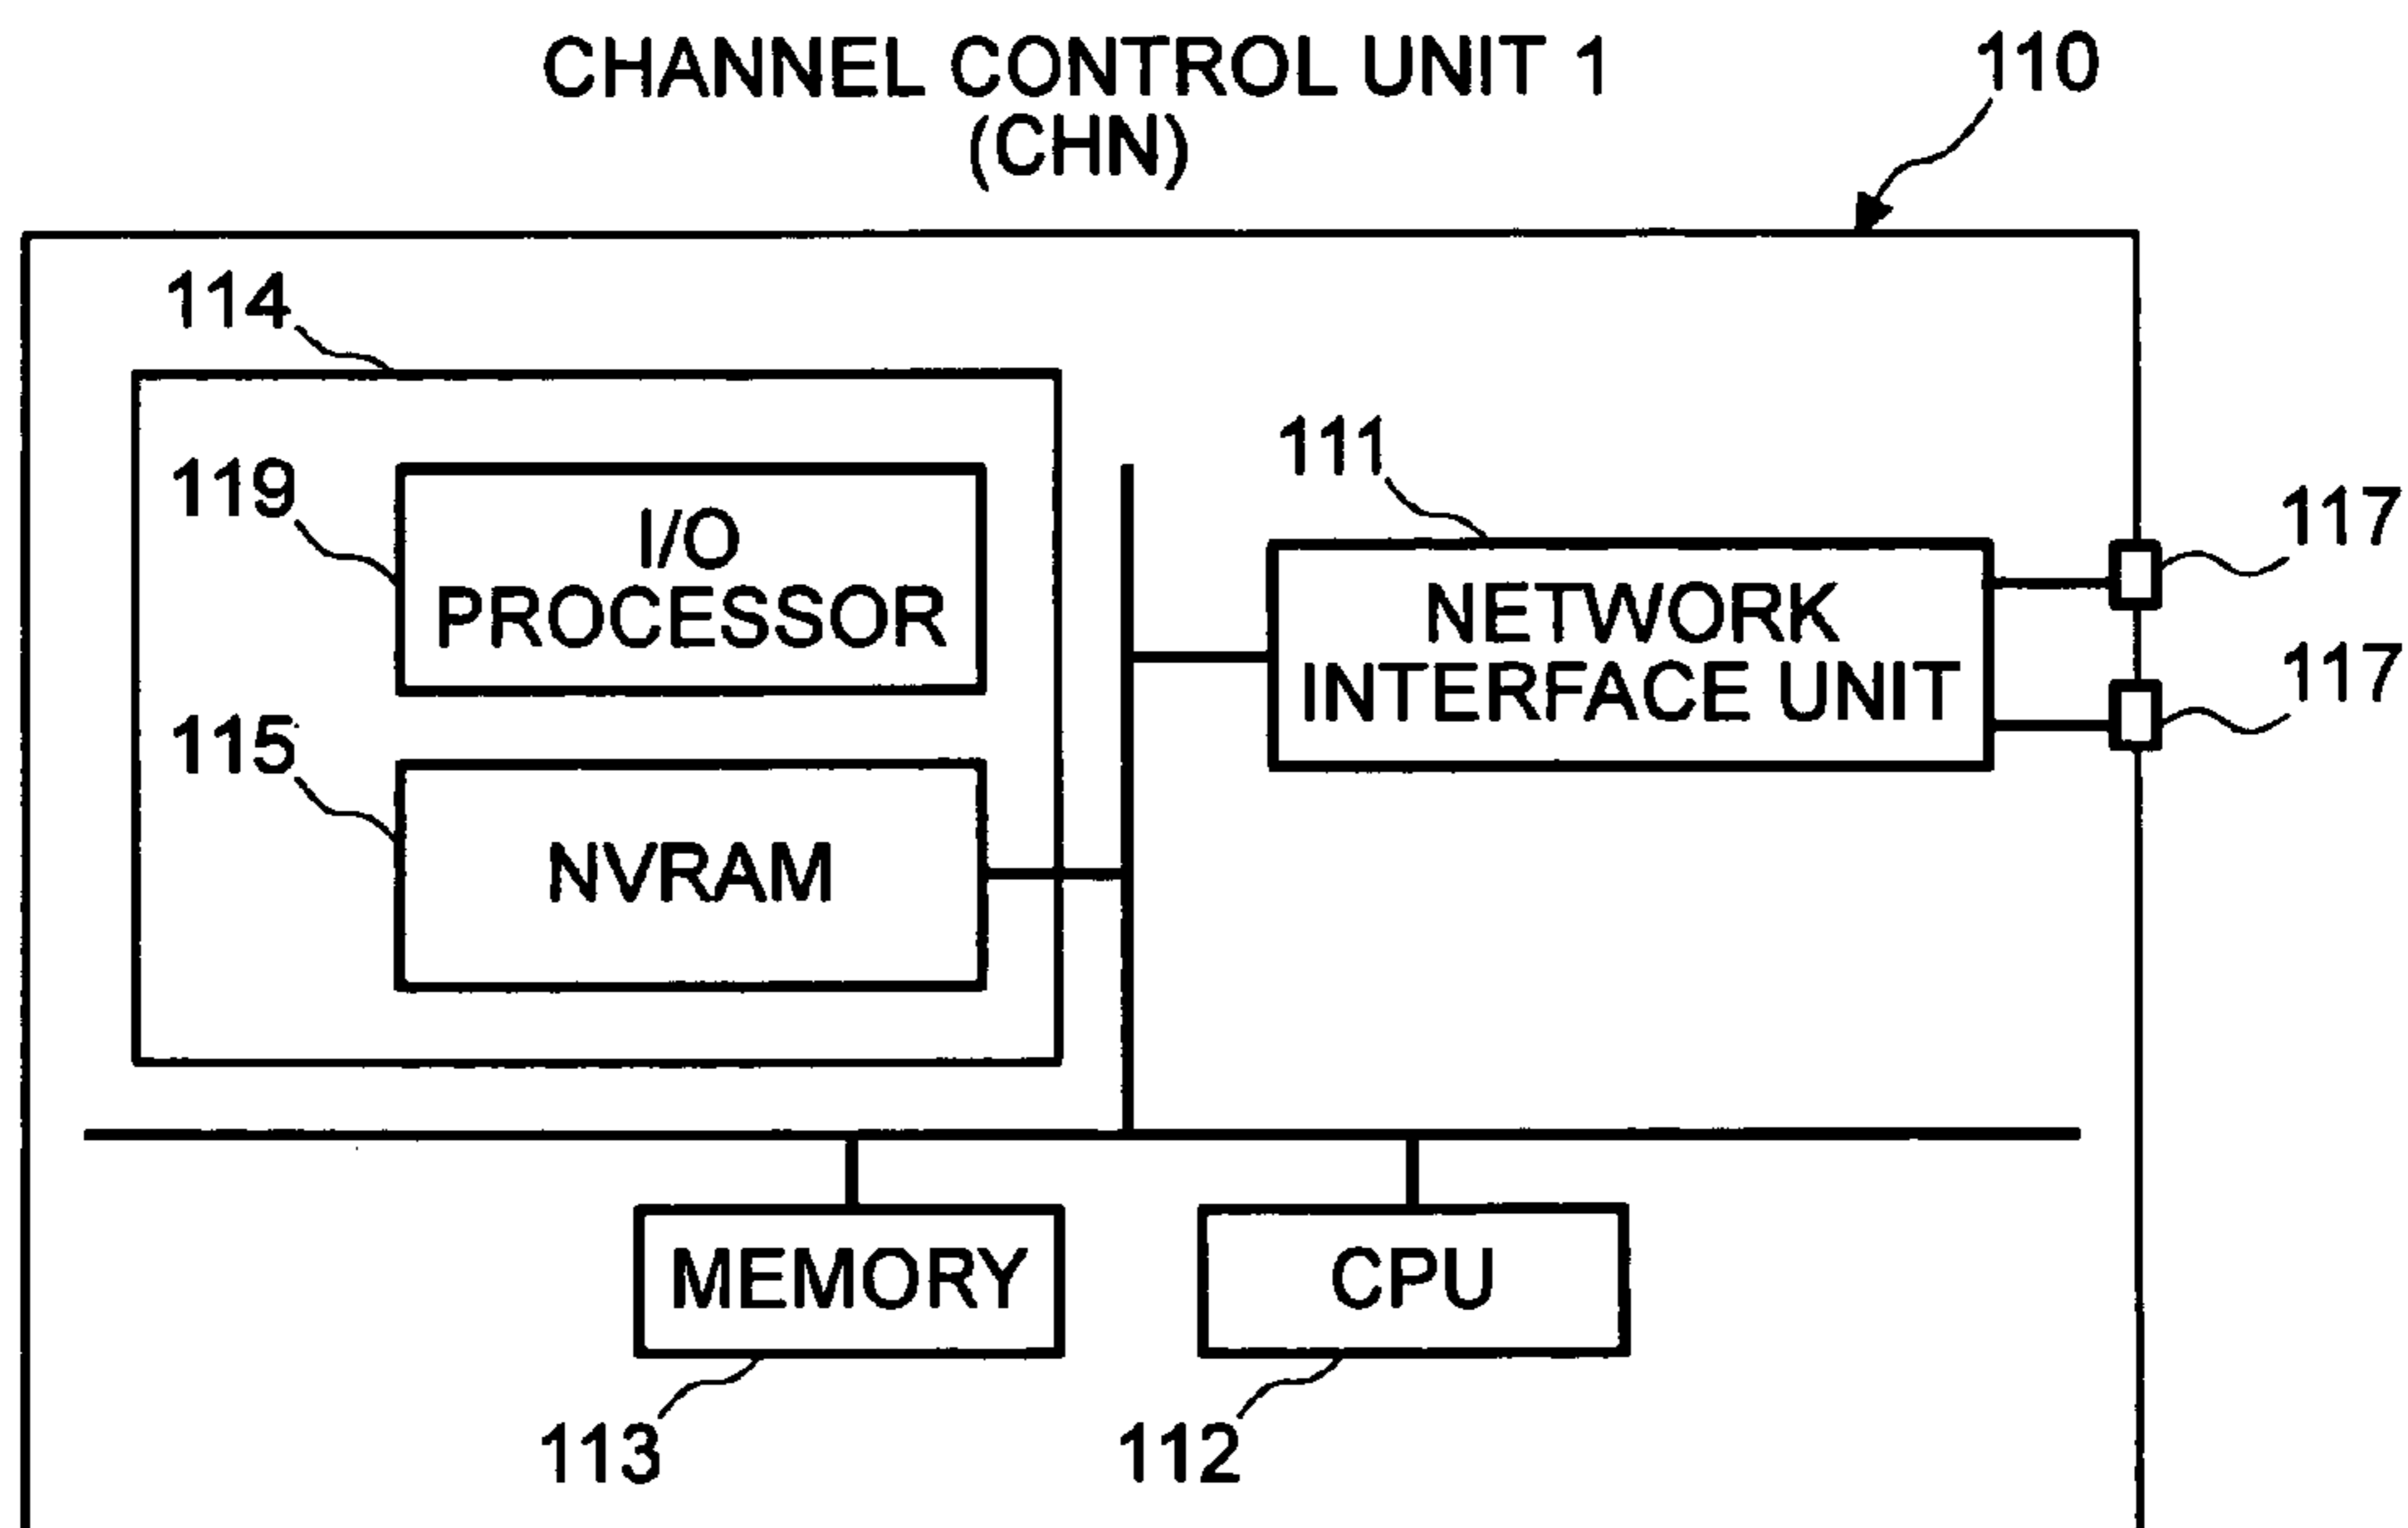 CHANNEL CONTROL UNIT 1
(CHN)
110
114
119
I/O
PROCESSOR
115
NVRAM
111
NETWORK
INTERFACE UNIT
117
117
MEMORY
CPU
113
112